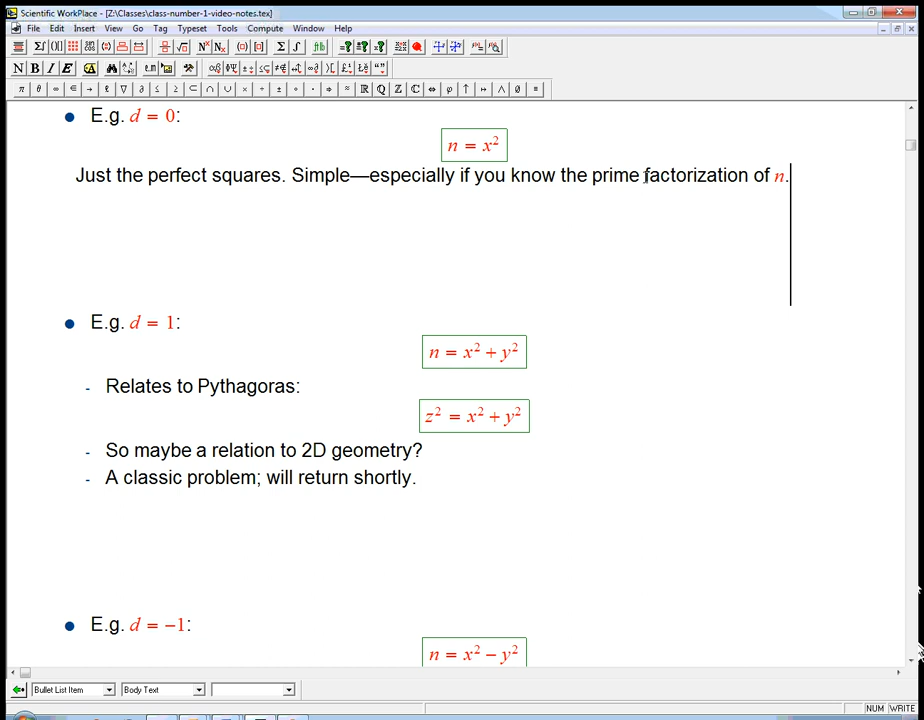 Scientific WorkPlace - [Z:\Classes\class-number-1-video-notes.tex]
File Edit Insert View Go Tag Typeset Tools Compute Window Help
N B I E
π θ ∞ ∈ → ℓ ∇ ∂ ≤ ≥ ⊂ ∩ ∪ × ÷ ± ∘ · ⇒ ≈ ℝ ℚ ℤ ℂ ⇔ φ ↑ ↦ ∧ ∅ ≡
• E.g. d = 0:
n = x²
Just the perfect squares. Simple—especially if you know the prime factorization of n.
• E.g. d = 1:
n = x² + y²
- Relates to Pythagoras:
z² = x² + y²
- So maybe a relation to 2D geometry?
- A classic problem; will return shortly.
• E.g. d = −1:
n = x² − y²
Bullet List Item Body Text
NUM WRITE